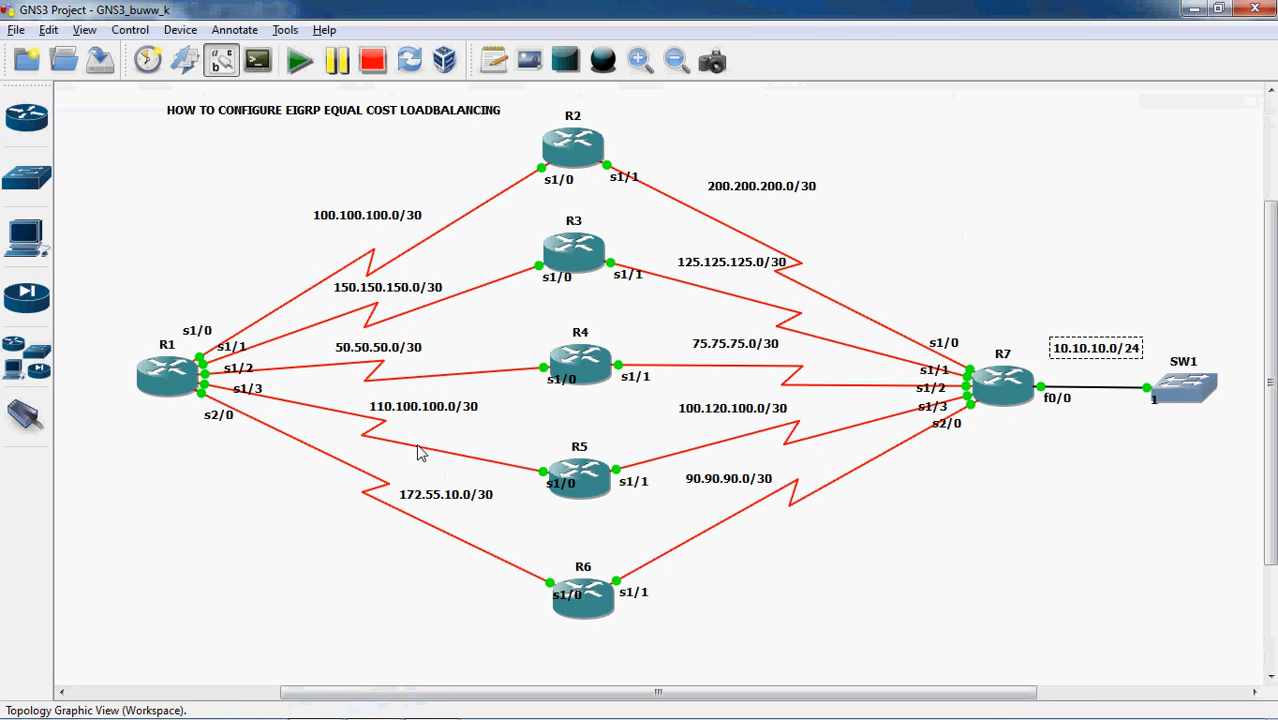 GNS3 Project - GNS3_buww_k
File Edit View Control Device Annotate Tools Help
HOW TO CONFIGURE EIGRP EQUAL COST LOADBALANCING
R2
s1/0
s1/1
200.200.200.0/30
100.100.100.0/30
R3
s1/0
s1/1
125.125.125.0/30
150.150.150.0/30
R1
s1/0
s1/1
s1/2
s1/3
s2/0
50.50.50.0/30
R4
s1/0
s1/1
75.75.75.0/30
110.100.100.0/30
100.120.100.0/30
R5
s1/0
s1/1
172.55.10.0/30
90.90.90.0/30
R6
s1/0
s1/1
R7
s1/0
s1/1
s1/2
s1/3
s2/0
f0/0
10.10.10.0/24
SW1
1
Topology Graphic View (Workspace).